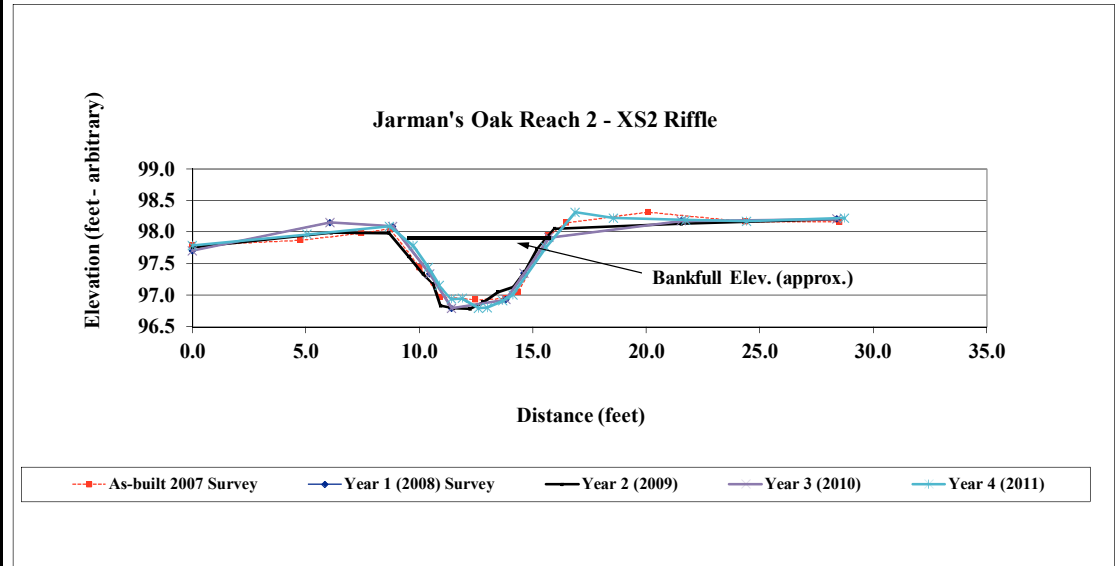 Jarman's Oak Reach 2 - XS2 Riffle
Elevation (feet - arbitrary)
99.0
98.5
98.0
97.5
97.0
96.5
Bankfull Elev. (approx.)
0.0 5.0 10.0 15.0 20.0 25.0 30.0 35.0
Distance (feet)
As-built 2007 Survey Year 1 (2008) Survey Year 2 (2009) Year 3 (2010) Year 4 (2011)